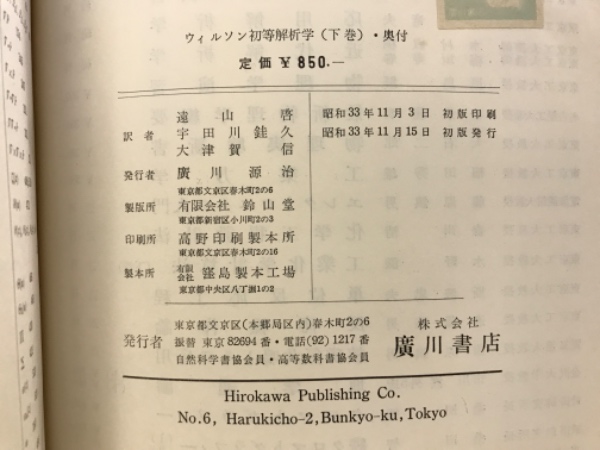 ウィルソン初等解析学（下巻）・奥付
定価 ¥850.―
訳者
遠山啓
宇田川銈久
大津賀信
昭和33年11月3日 初版印刷
昭和33年11月15日 初版発行
発行者 廣川源治
東京都文京区春木町2の6
製版所 有限会社 鈴山堂
東京都新宿区小川町2の3
印刷所 高野印刷製本所
東京都文京区春木町2の16
製本所 有限会社 窪島製本工場
東京都中央区八丁溝1の2
発行者
東京都文京区(本郷局区内)春木町2の6
振替 東京 82694 番・電話(92) 1217 番
自然科学書協会員・高等教科書協会員
株式会社
廣川書店
Hirokawa Publishing Co.
No.6, Harukicho-2,Bunkyo-ku,Tokyo